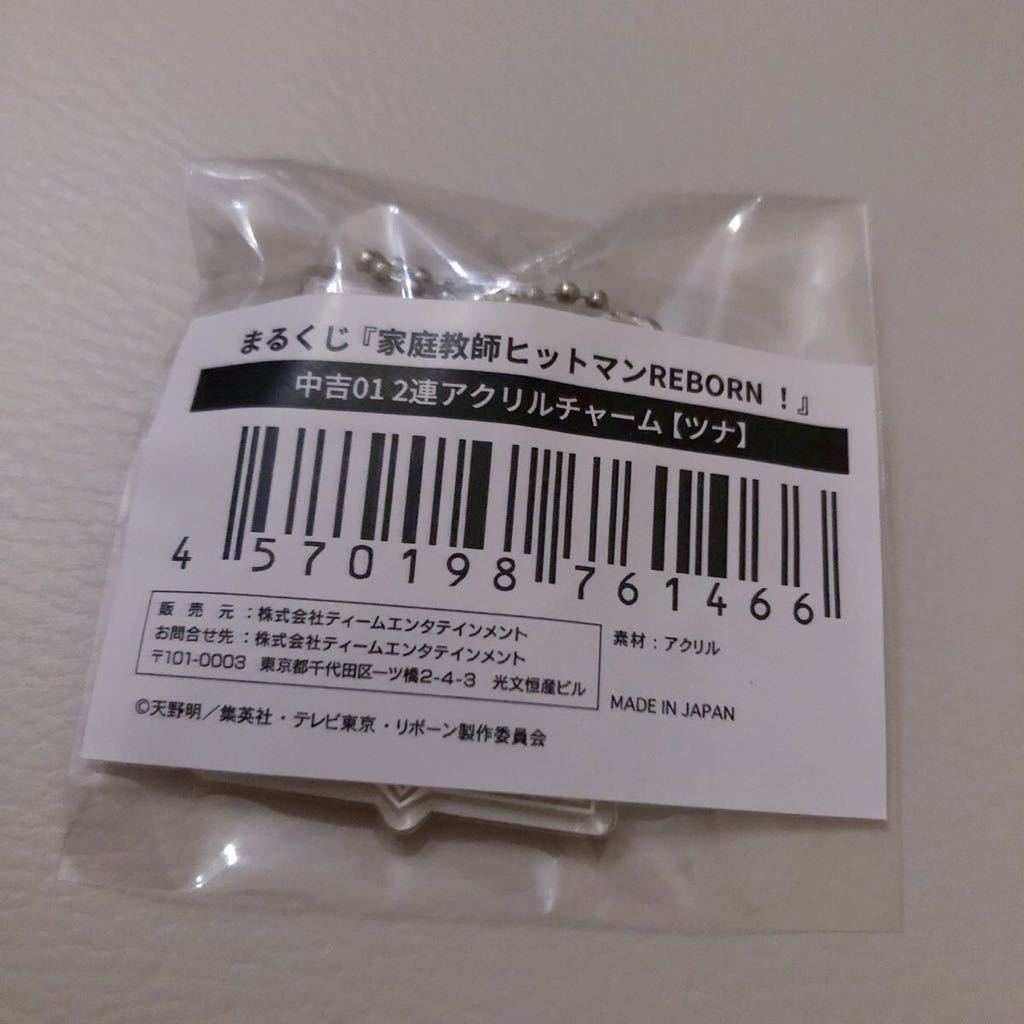 まるくじ『家庭教師ヒットマンREBORN！』
中吉01 2連アクリルチャーム【ツナ】
4 570198 761466
販売元：株式会社ティームエンタテインメント
お問合せ先：株式会社ティームエンタテインメント
〒101-0003 東京都千代田区一ツ橋2-4-3 光文恒産ビル
素材：アクリル
MADE IN JAPAN
©天野明／集英社・テレビ東京・リボーン製作委員会